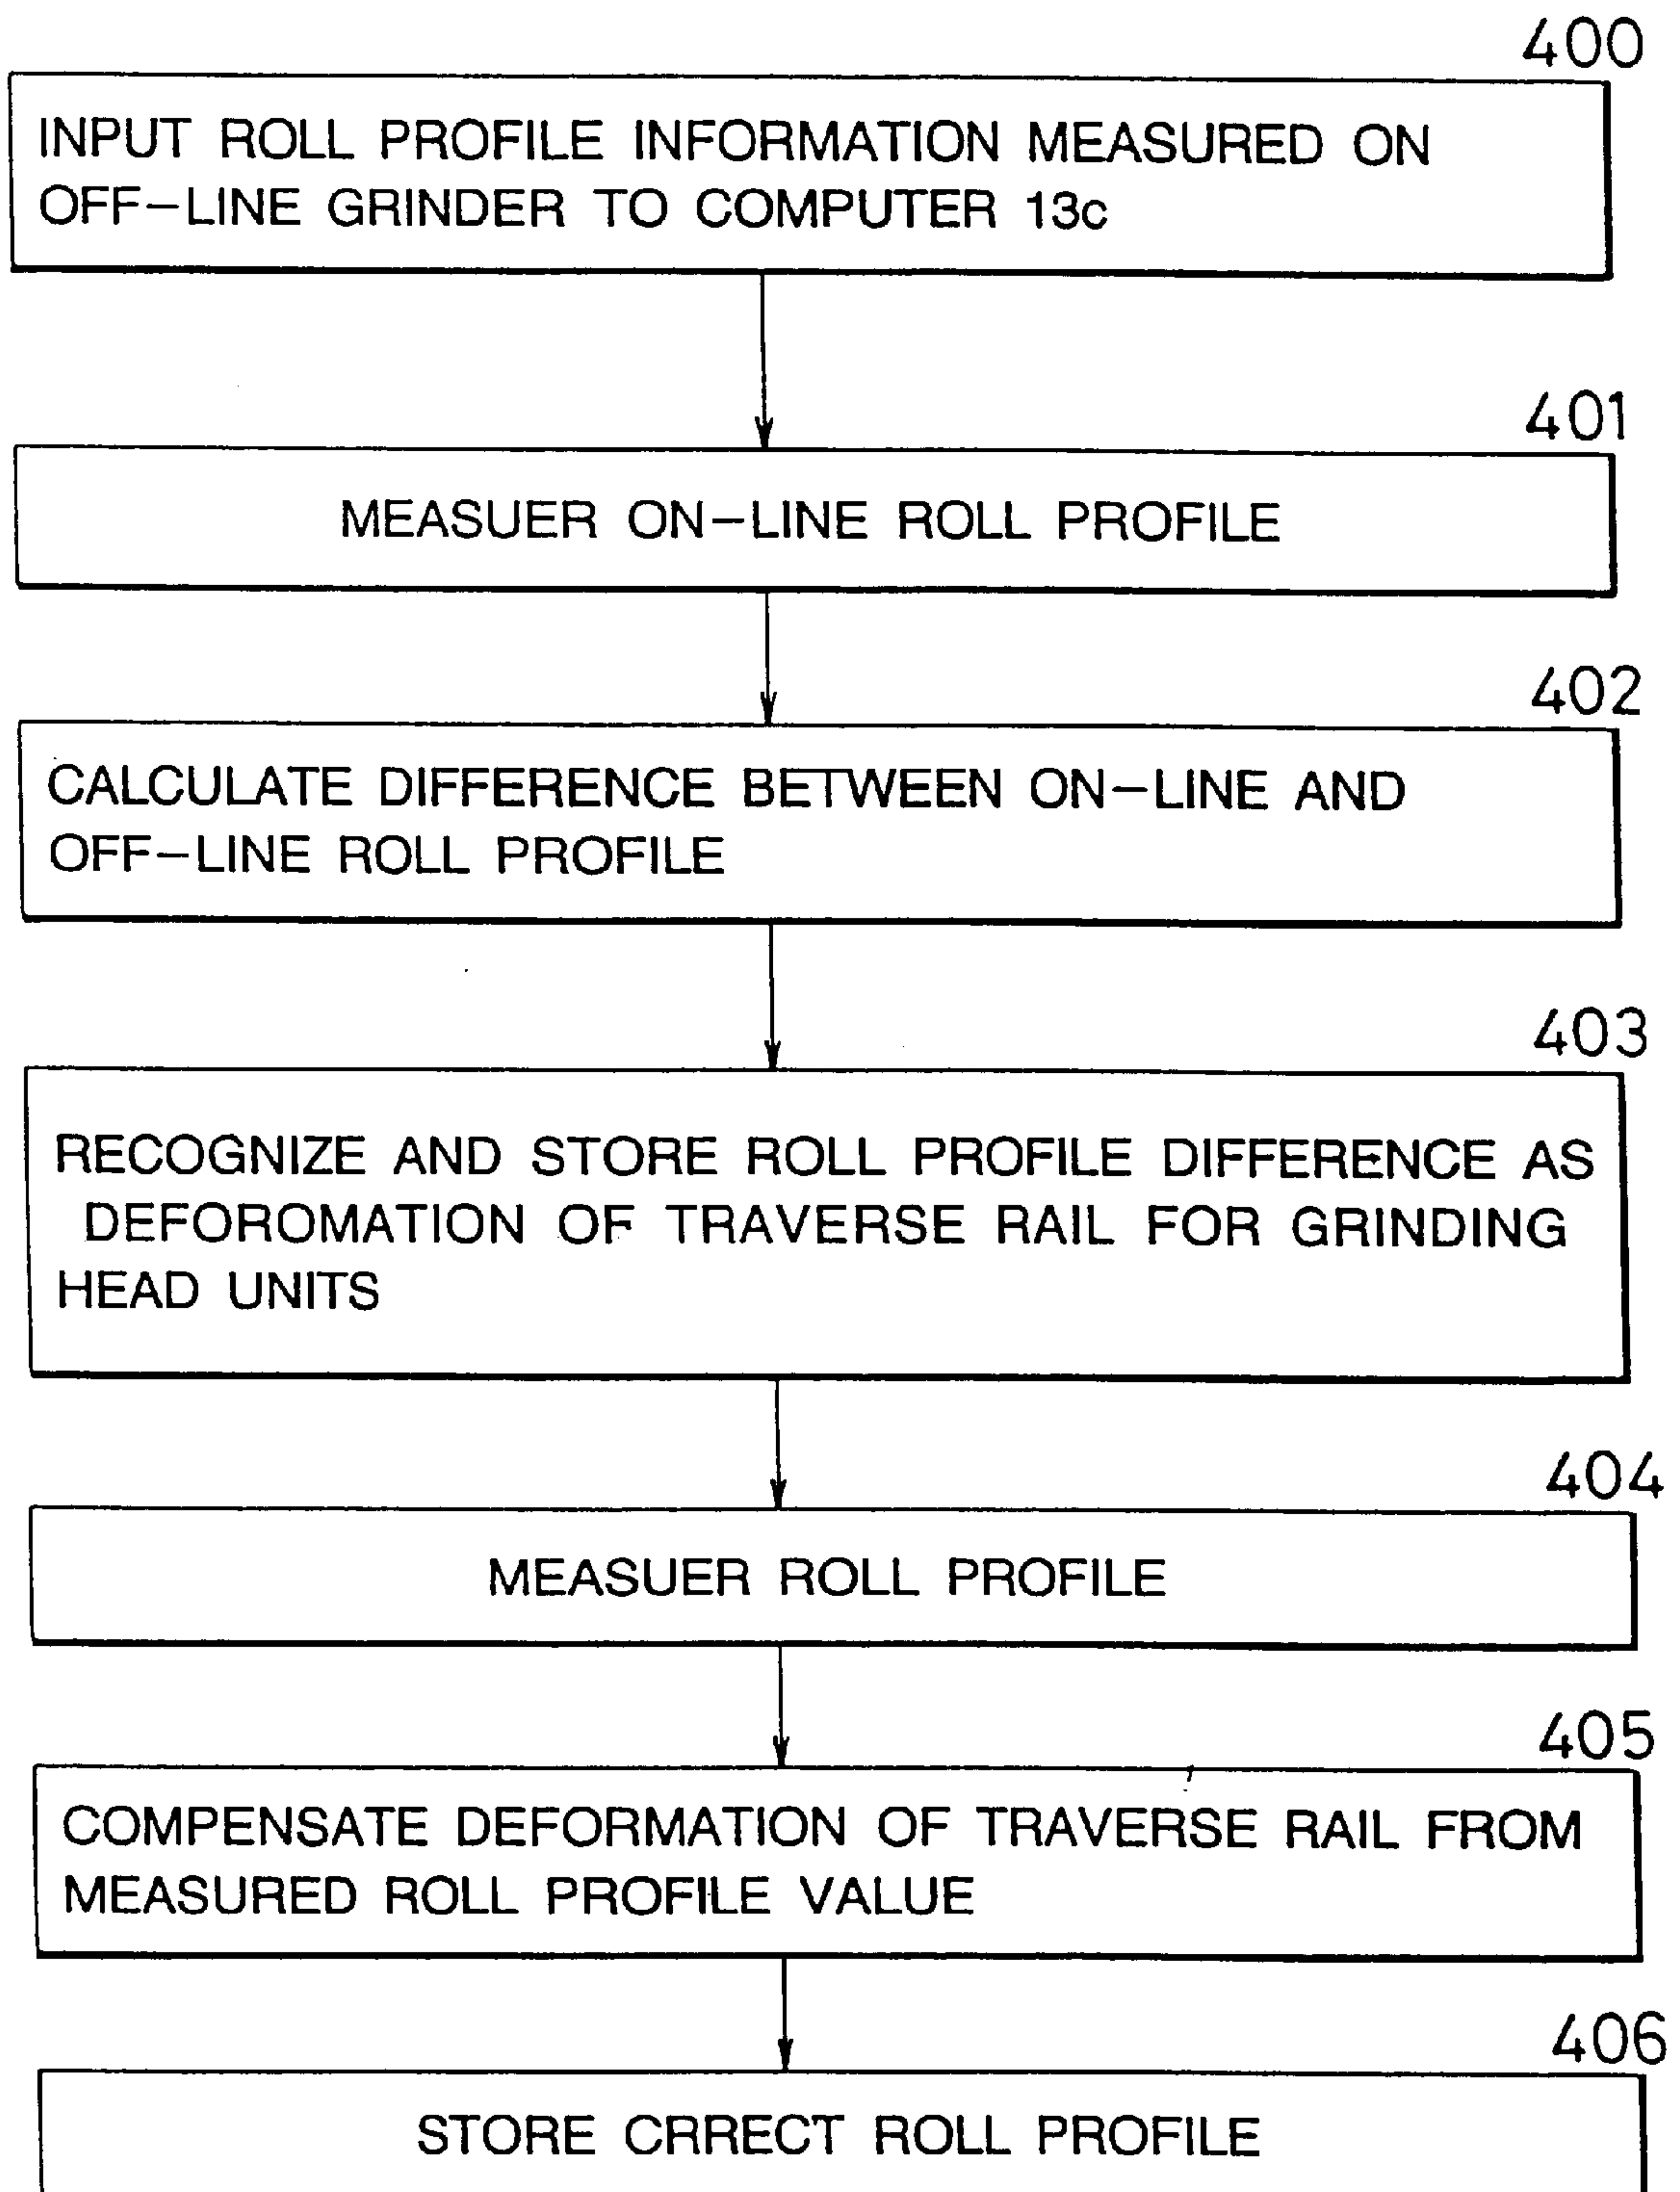 400
INPUT ROLL PROFILE INFORMATION MEASURED ON
OFF-LINE GRINDER TO COMPUTER 13c
401
MEASUER ON-LINE ROLL PROFILE
402
CALCULATE DIFFERENCE BETWEEN ON-LINE AND
OFF-LINE ROLL PROFILE
403
RECOGNIZE AND STORE ROLL PROFILE DIFFERENCE AS
DEFOROMATION OF TRAVERSE RAIL FOR GRINDING
HEAD UNITS
404
MEASUER ROLL PROFILE
405
COMPENSATE DEFORMATION OF TRAVERSE RAIL FROM
MEASURED ROLL PROFILE VALUE
406
STORE CRRECT ROLL PROFILE